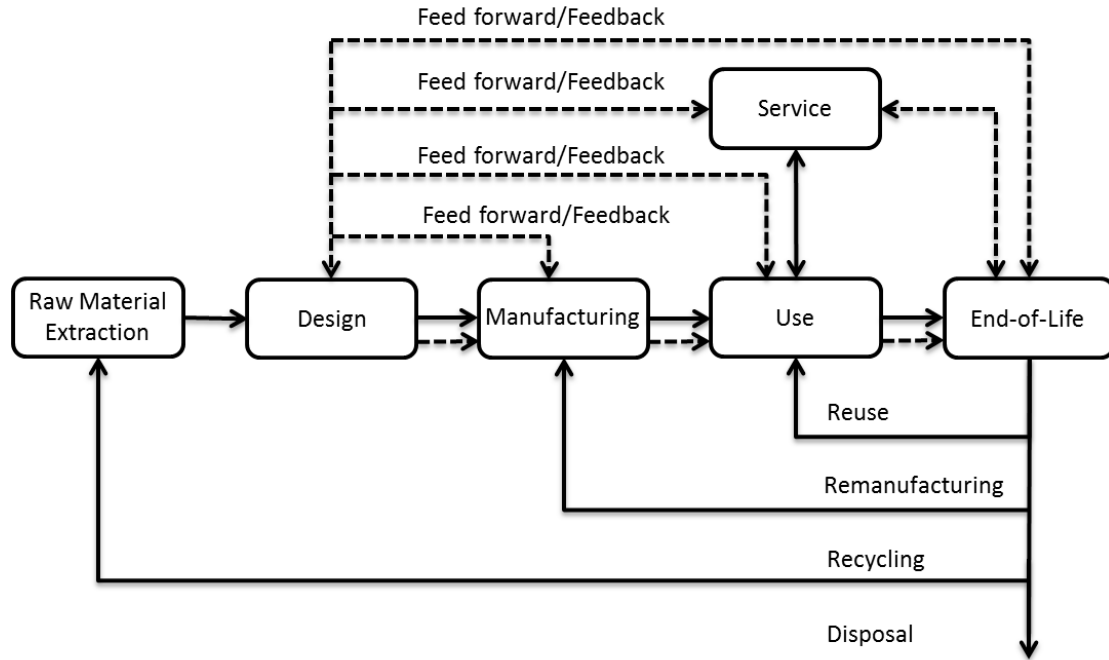 Feed forward/Feedback
Feed forward/Feedback
Service
Feed forward/Feedback
Feed forward/Feedback
Raw Material
Extraction
Design
Manufacturing
Use
End-of-Life
Reuse
Remanufacturing
Recycling
Disposal